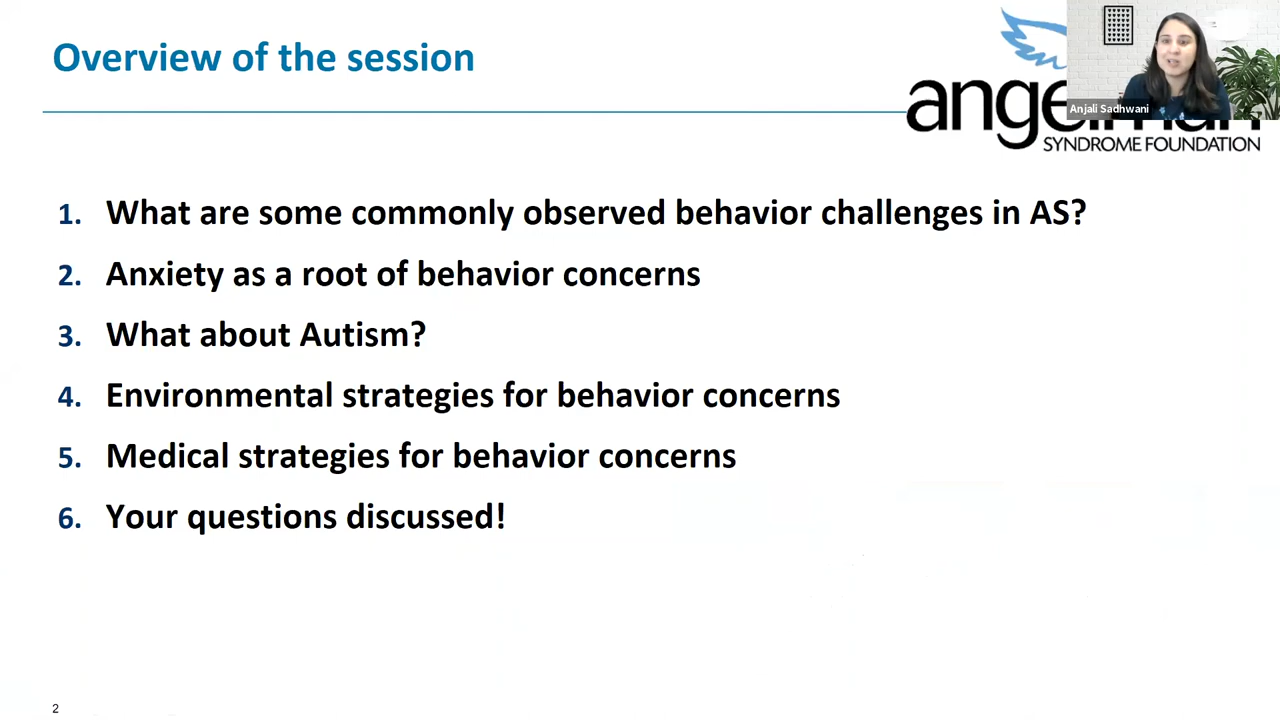 Overview of the session
Anjali Sadhwani
SYNDROME FOUNDATION
1. What are some commonly observed behavior challenges in AS?
2. Anxiety as a root of behavior concerns
3. What about Autism?
4. Environmental strategies for behavior concerns
5. Medical strategies for behavior concerns
6. Your questions discussed!
2